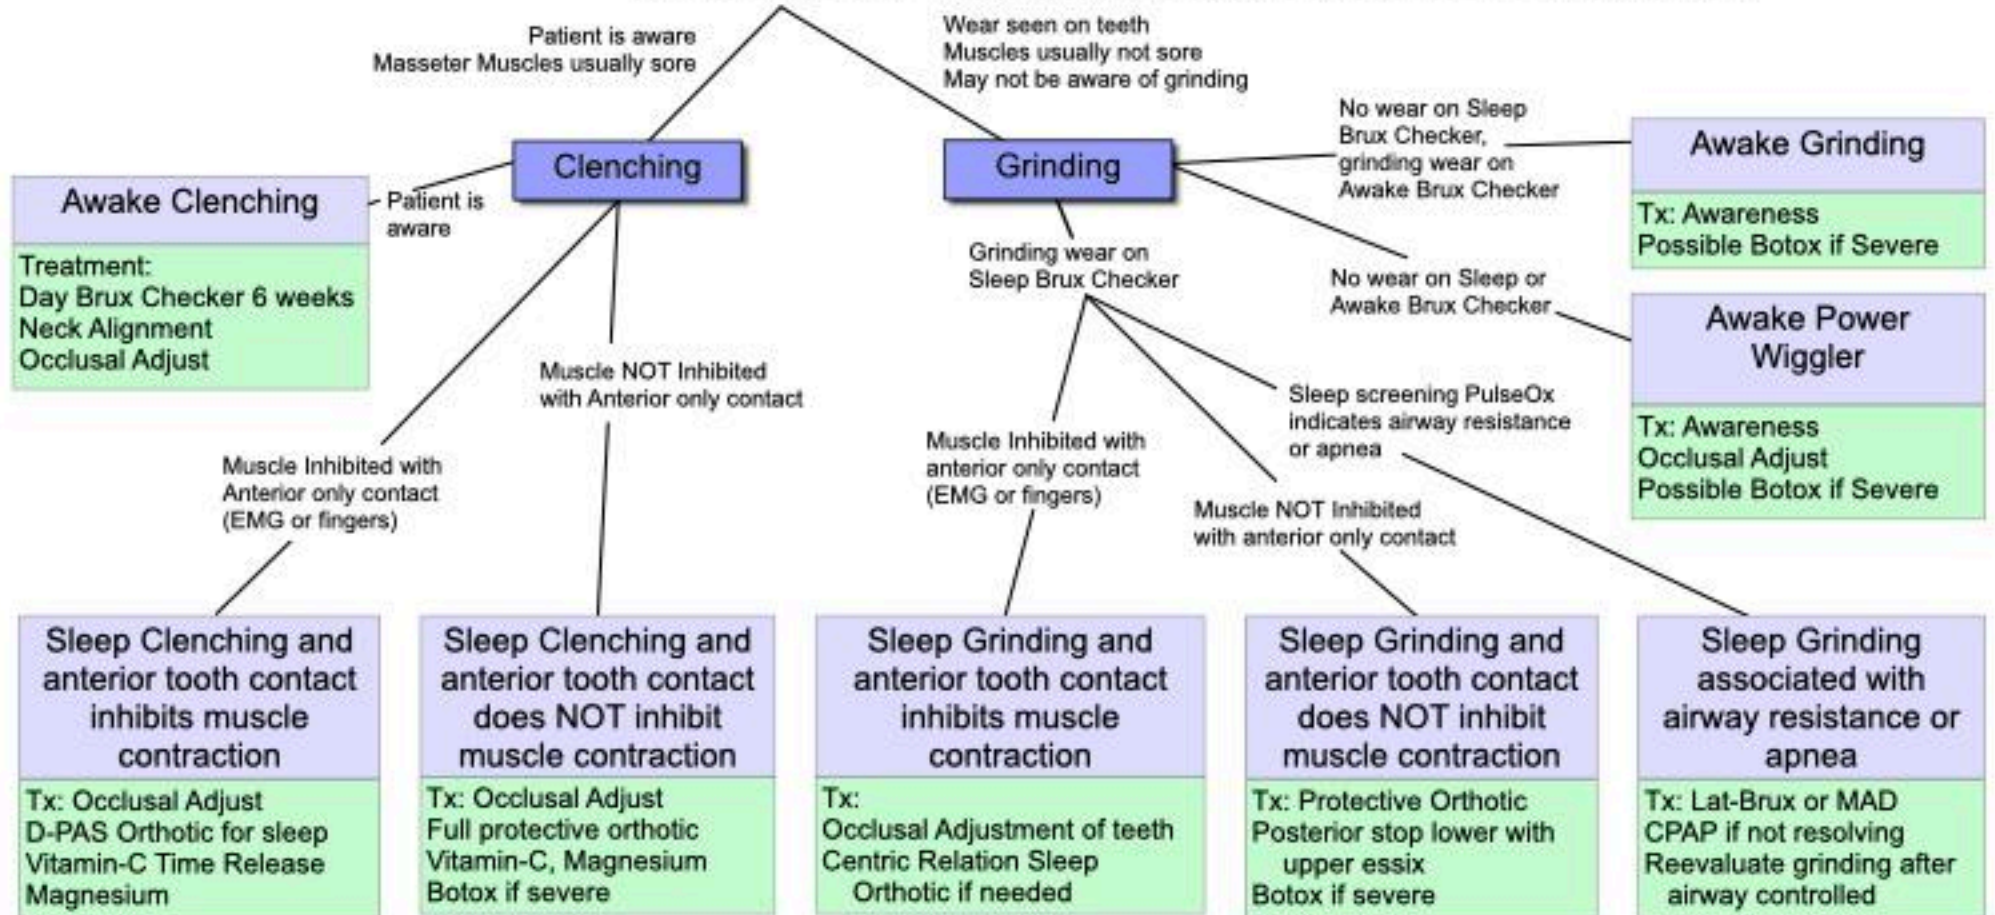 Patient is aware
Masseter Muscles usually sore
Wear seen on teeth
Muscles usually not sore
May not be aware of grinding
Clenching
Grinding
Patient is
aware
Awake Clenching
Treatment:
Day Brux Checker 6 weeks
Neck Alignment
Occlusal Adjust
No wear on Sleep
Brux Checker,
grinding wear on
Awake Brux Checker
Awake Grinding
Tx: Awareness
Possible Botox if Severe
Grinding wear on
Sleep Brux Checker
No wear on Sleep or
Awake Brux Checker
Awake Power
Wiggler
Tx: Awareness
Occlusal Adjust
Possible Botox if Severe
Muscle Inhibited with
Anterior only contact
(EMG or fingers)
Muscle NOT Inhibited
with Anterior only contact
Muscle Inhibited with
anterior only contact
(EMG or fingers)
Muscle NOT Inhibited
with anterior only contact
Sleep screening PulseOx
indicates airway resistance
or apnea
Sleep Clenching and
anterior tooth contact
inhibits muscle
contraction
Tx: Occlusal Adjust
D-PAS Orthotic for sleep
Vitamin-C Time Release
Magnesium
Sleep Clenching and
anterior tooth contact
does NOT inhibit
muscle contraction
Tx: Occlusal Adjust
Full protective orthotic
Vitamin-C, Magnesium
Botox if severe
Sleep Grinding and
anterior tooth contact
inhibits muscle
contraction
Tx:
Occlusal Adjustment of teeth
Centric Relation Sleep
Orthotic if needed
Sleep Grinding and
anterior tooth contact
does NOT inhibit
muscle contraction
Tx: Protective Orthotic
Posterior stop lower with
upper essix
Botox if severe
Sleep Grinding
associated with
airway resistance or
apnea
Tx: Lat-Brux or MAD
CPAP if not resolving
Reevaluate grinding after
airway controlled